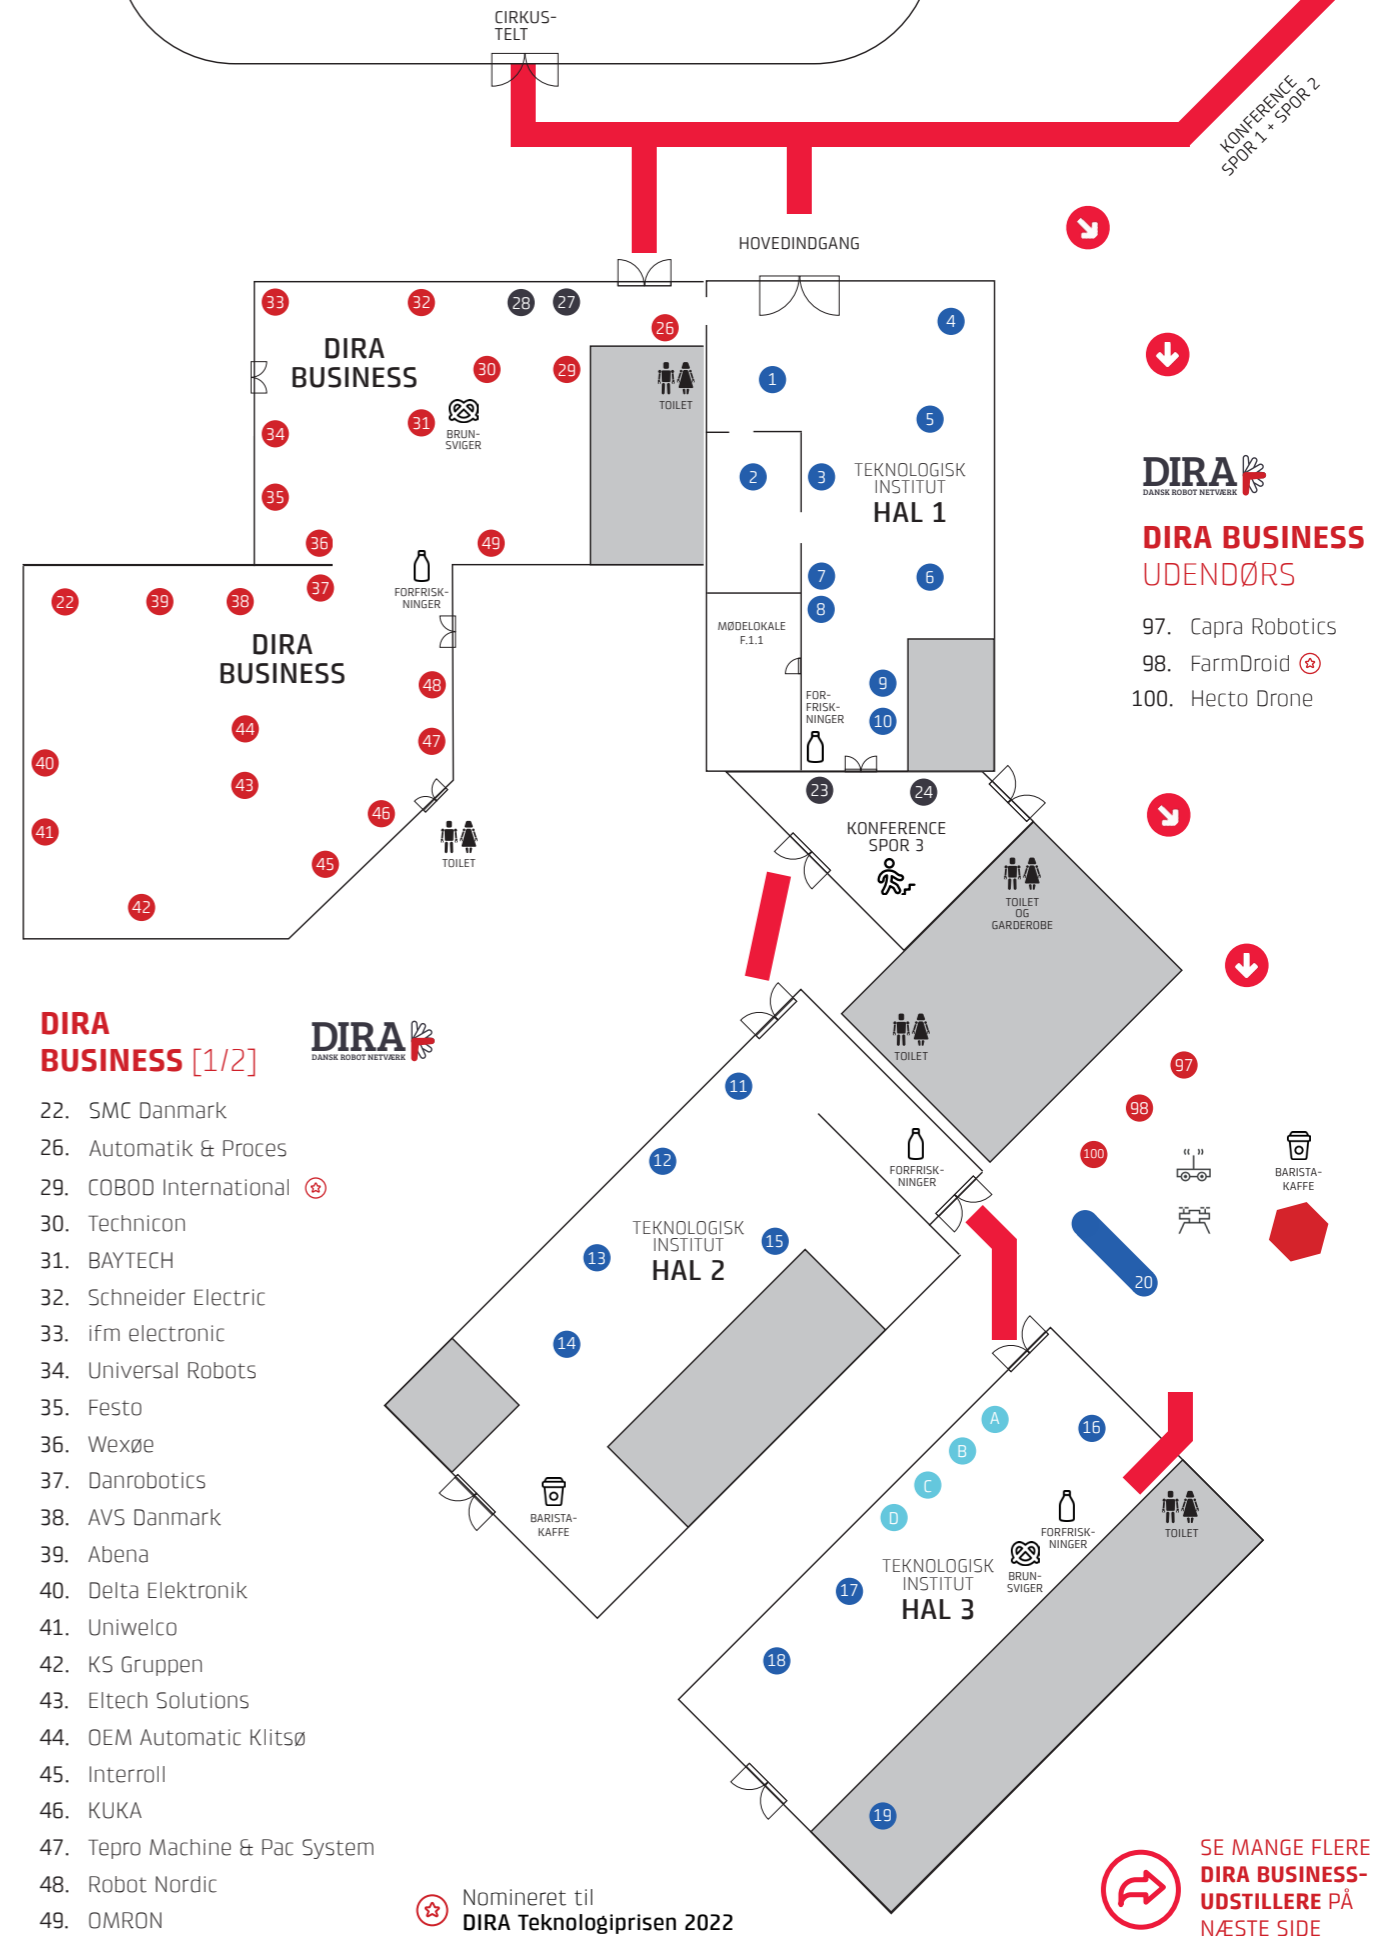 CIRKUS-
TELT
KONFERENCE
SPOR 1 + SPOR 2
HOVEDINDGANG
33
32
28
27
26
4
DIRA
BUSINESS
30
29
TOILET
1
31
BRUN-
SVIGER
5
34
2
3
TEKNOLOGISK
INSTITUT
HAL 1
35
36
49
7
6
8
FORFRISK-
NINGER
37
22
39
38
DIRA
BUSINESS
MØDELOKALE
F.1.1
48
9
FOR-
FRISK-
NINGER
10
44
47
40
43
46
41
45
42
TOILET
23
24
KONFERENCE
SPOR 3
TOILET
OG
GARDEROBE
TOILET
DIRA
DANSK ROBOT NETVÆRK
DIRA BUSINESS
UDENDØRS
97. Capra Robotics
98. FarmDroid
100. Hecto Drone
97
98
100
BARISTA-
KAFFE
20
11
12
FORFRISK-
NINGER
TEKNOLOGISK
INSTITUT
HAL 2
15
13
14
BARISTA-
KAFFE
A
B
C
D
16
FORFRISK-
NINGER
TOILET
BRUN-
SVIGER
TEKNOLOGISK
INSTITUT
HAL 3
17
18
19
DIRA
BUSINESS [1/2]
DIRA
DANSK ROBOT NETVÆRK
22. SMC Danmark
26. Automatik & Proces
29. COBOD International
30. Technicon
31. BAYTECH
32. Schneider Electric
33. ifm electronic
34. Universal Robots
35. Festo
36. Wexøe
37. Danrobotics
38. AVS Danmark
39. Abena
40. Delta Elektronik
41. Uniwelco
42. KS Gruppen
43. Eltech Solutions
44. OEM Automatic Klitsø
45. Interroll
46. KUKA
47. Tepro Machine & Pac System
48. Robot Nordic
49. OMRON
Nomineret til
DIRA Teknologiprisen 2022
SE MANGE FLERE
DIRA BUSINESS-
UDSTILLERE PÅ
NÆSTE SIDE